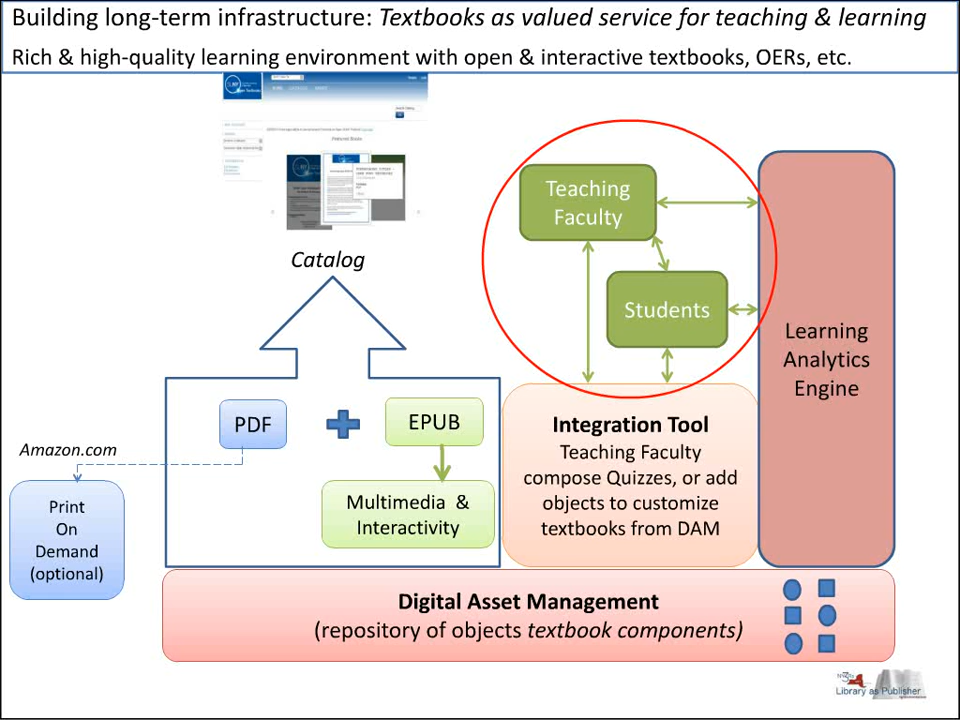 Building long-term infrastructure: Textbooks as valued service for teaching & learning
Rich & high-quality learning environment with open & interactive textbooks, OERs, etc.
Catalog
Teaching
Faculty
Students
Learning
Analytics
Engine
PDF
EPUB
Multimedia &
Interactivity
Amazon.com
Print
On
Demand
(optional)
Integration Tool
Teaching Faculty
compose Quizzes, or add
objects to customize
textbooks from DAM
Digital Asset Management
(repository of objects textbook components)
Library as Publisher